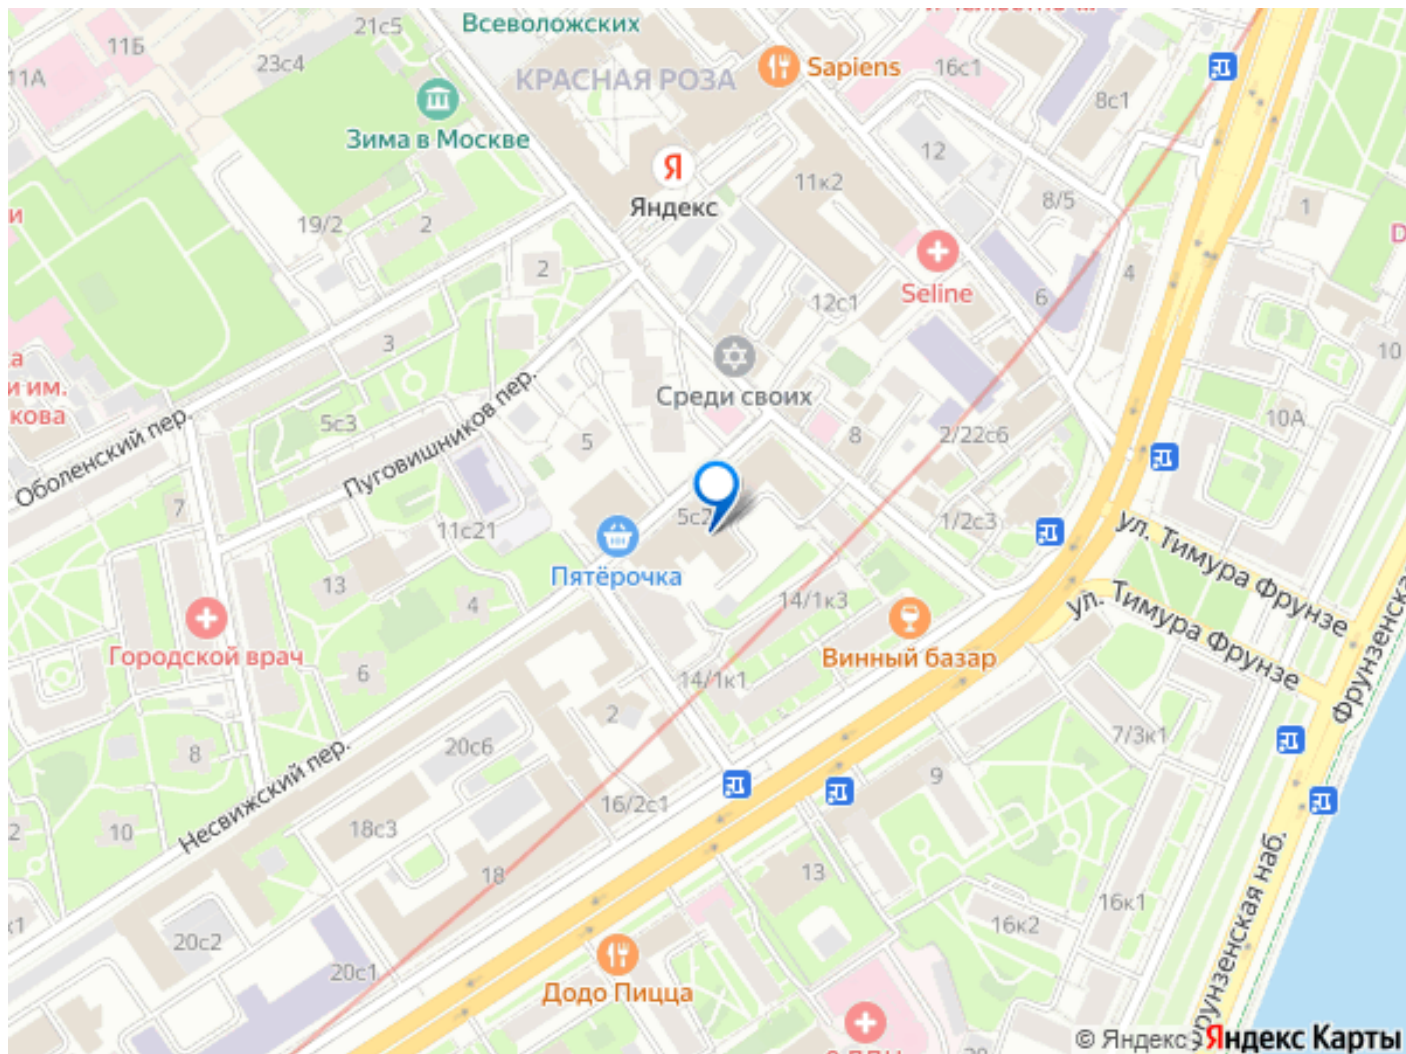 21с5
Всеволожских
11Б
11А
23с4
КРАСНАЯ РОЗА
Sapiens
16с1
8с1
Зима в Москве
12
11к2
Яндекс
8/5
1
19/2
2
2
Seline
4
6
12с1
3
10
и им.
кова
Среди своих
10А
5с3
Пуговишников пер.
Оболенский пер.
5
8
2/22с6
7
5с2
11с21
1/2с3
ул. Тимура Фрунзе
Пятёрочка
13
4
14/1к3
ул. Тимура Фрунзе
Городской врач
Винный базар
6
14/1к1
Фрунзенская
2
20с6
7/3к1
8
Несвижский пер.
9
16/2с1
10
18с3
18
13
16к1
16к2
20с2
20с1
Фрунзенская наб.
Додо Пицца
© Яндекс
Яндекс Карты